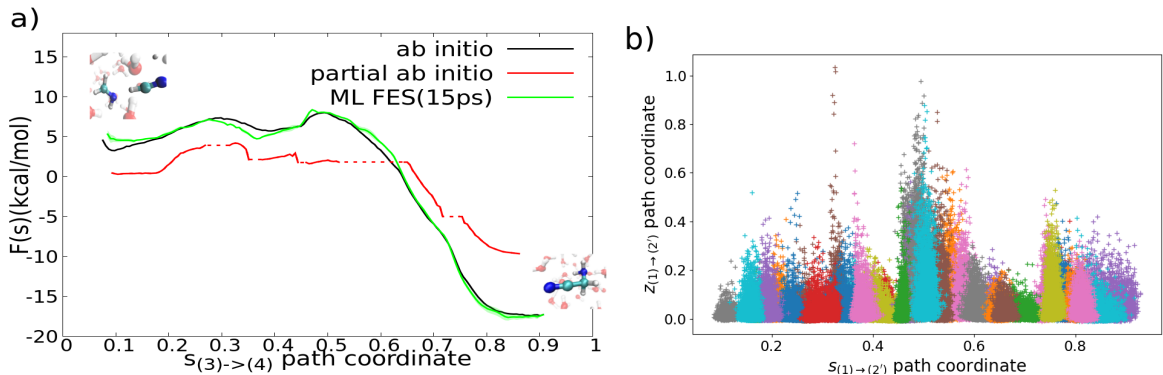 a)
ab initio
partial ab initio
ML FES(15ps)
F(s)(kcal/mol)
15
10
5
0
-5
-10
-15
-20
0 0.1 0.2 0.3 0.4 0.5 0.6 0.7 0.8 0.9 1
s(3)->(4) path coordinate
b)
z(1)→(2′) path coordinate
1.0
0.8
0.6
0.4
0.2
0.0
0.2 0.4 0.6 0.8
s(1)→(2′) path coordinate